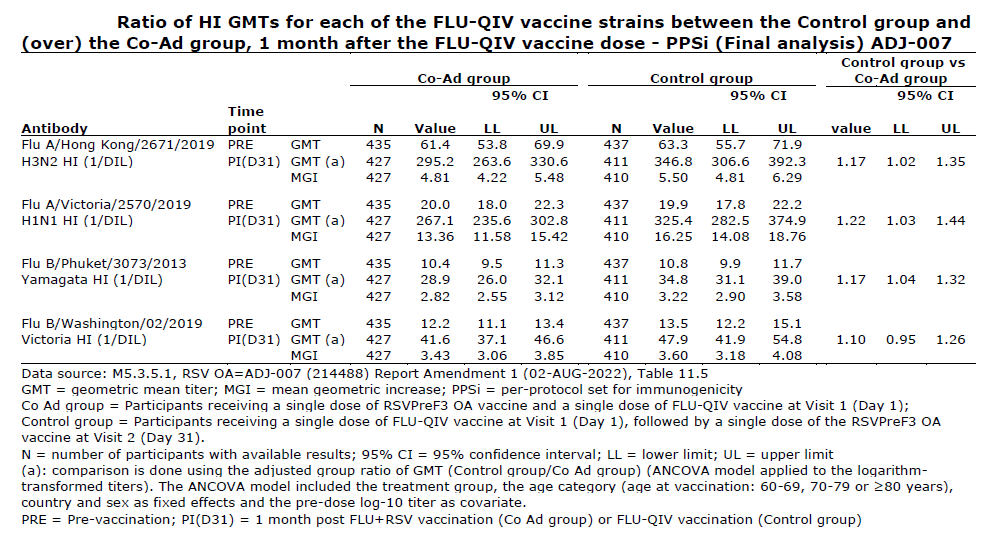 Ratio of HI GMTs for each of the FLU-QIV vaccine strains between the Control group and
(over) the Co-Ad group, 1 month after the FLU-QIV vaccine dose - PPSi (Final analysis) ADJ-007
Control group vs
Co-Ad group Control group Co-Ad group
95% CI 95% CI 95% CI
Time
Antibody point N Value LL UL N Value LL UL value LL UL
Flu A/Hong Kong/2671/2019 PRE GMT 435 61.4 53.8 69.9 437 63.3 55.7 71.9
H3N2 HI (1/DIL) PI(D31) GMT (a) 427 295.2 263.6 330.6 411 346.8 306.6 392.3 1.17 1.02 1.35
MGI 427 4.81 4.22 5.48 410 5.50 4.81 6.29
Flu A/Victoria/2570/2019 PRE GMT 435 20.0 18.0 22.3 437 19.9 17.8 22.2
H1N1 HI (1/DIL) PI(D31) GMT (a) 427 267.1 235.6 302.8 411 325.4 282.5 374.9 1.22 1.03 1.44
MGI 427 13.36 11.58 15.42 410 16.25 14.08 18.76
Flu B/Phuket/3073/2013 PRE GMT 435 10.4 9.5 11.3 437 10.8 9.9 11.7
Yamagata HI (1/DIL) PI(D31) GMT (a) 427 28.9 26.0 32.1 411 34.8 31.1 39.0 1.17 1.04 1.32
MGI 427 2.82 2.55 3.12 410 3.22 2.90 3.58
Flu B/Washington/02/2019 PRE GMT 435 12.2 11.1 13.4 437 13.5 12.2 15.1
Victoria HI (1/DIL) PI(D31) GMT (a) 427 41.6 37.1 46.6 411 47.9 41.9 54.8 1.10 0.95 1.26
MGI 427 3.43 3.06 3.85 410 3.60 3.18 4.08
Data source: M5.3.5.1, RSV OA=ADJ-007 (214488) Report Amendment 1 (02-AUG-2022), Table 11.5
GMT = geometric mean titer; MGI = mean geometric increase; PPSi = per-protocol set for immunogenicity
Co Ad group = Participants receiving a single dose of RSVPreF3 OA vaccine and a single dose of FLU-QIV vaccine at Visit 1 (Day 1);
Control group = Participants receiving a single dose of FLU-QIV vaccine at Visit 1 (Day 1), followed by a single dose of the RSVPreF3 OA
vaccine at Visit 2 (Day 31).
N = number of participants with available results; 95% CI = 95% confidence interval; LL = lower limit; UL = upper limit
(a): comparison is done using the adjusted group ratio of GMT (Control group/Co Ad group) (ANCOVA model applied to the logarithm-
transformed titers). The ANCOVA model included the treatment group, the age category (age at vaccination: 60-69, 70-79 or ≥80 years),
country and sex as fixed effects and the pre-dose log-10 titer as covariate.
PRE = Pre-vaccination; PI(D31) = 1 month post FLU+RSV vaccination (Co Ad group) or FLU-QIV vaccination (Control group)